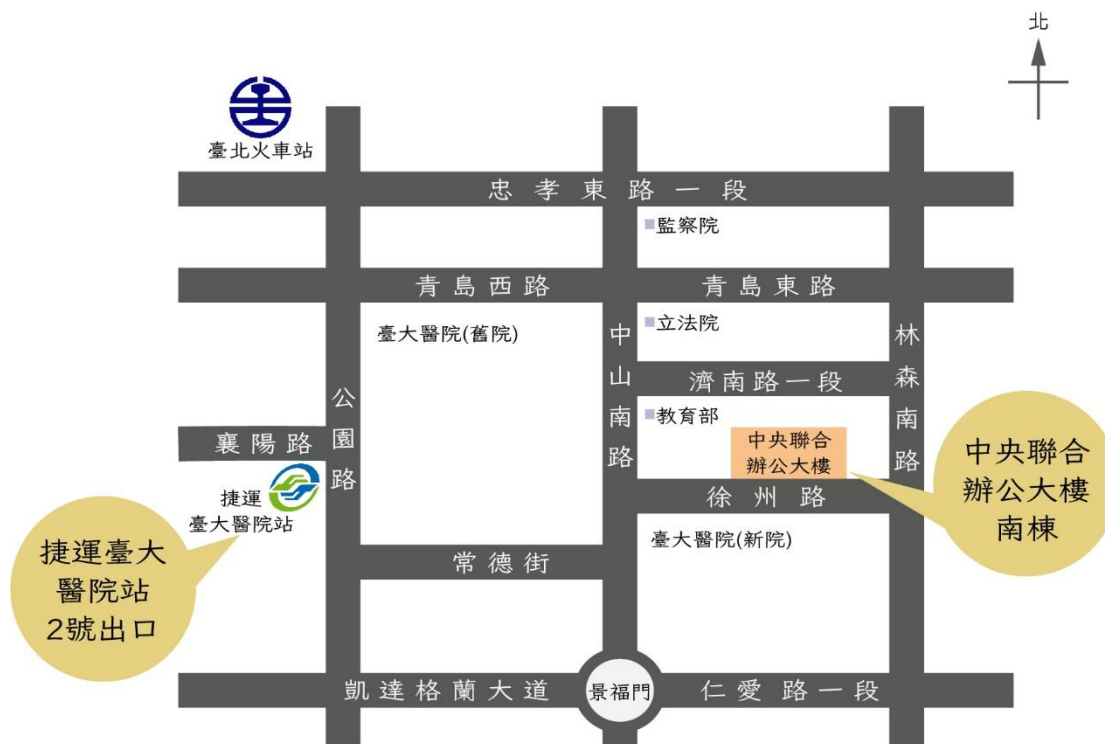 北
臺北火車站
忠孝東路一段
監察院
青島西路
青島東路
臺大醫院(舊院)
立法院
中山南路
林森南路
濟南路一段
公園路
教育部
襄陽路
中央聯合
辦公大樓
中央聯合
辦公大樓
南棟
捷運
臺大醫院站
徐州路
臺大醫院(新院)
捷運臺大
醫院站
2號出口
常德街
凱達格蘭大道
景福門
仁愛路一段